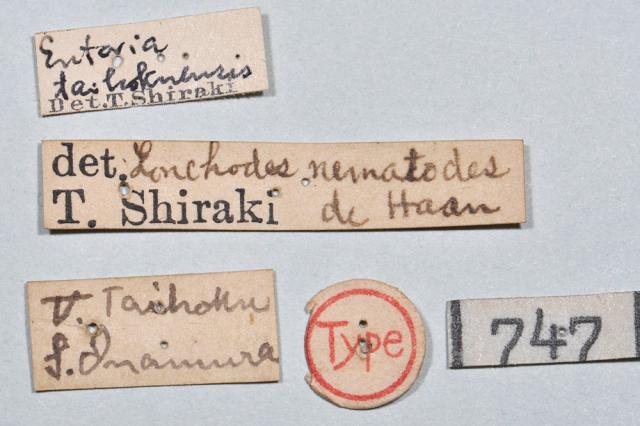 Entoria
taihokuensis
Det.T.Shiraki
det. Lonchodes nematodes
T. Shiraki de Haan
V. Taihoku
S. Inamura
Type
747